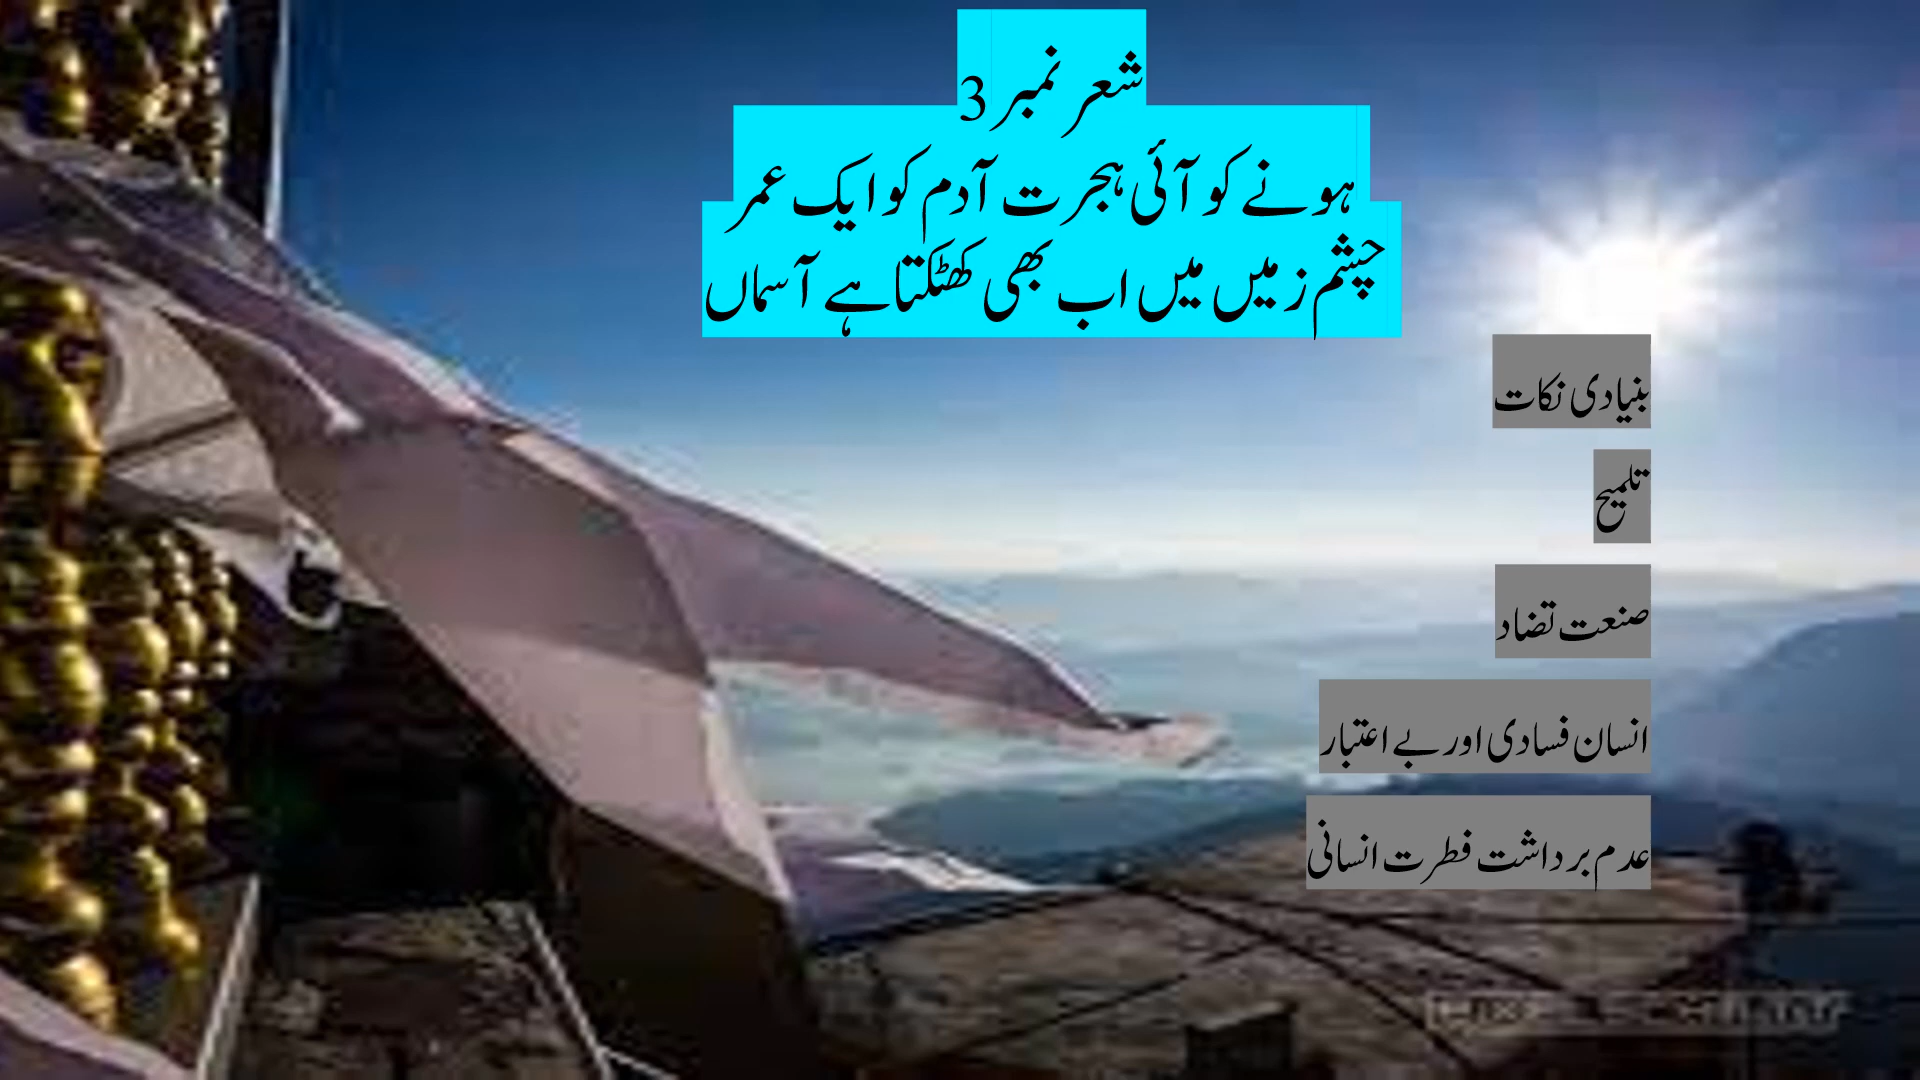 شعر نمبر 3
ہونے کو آئی ہجرت آدم کو ایک عمر
چشم زمیں میں اب بھی کھٹکتا ہے آسماں
بنیادی نکات
تلمیح
صنعت تضاد
انسان فسادی اور بے اعتبار
عدم برداشت فطرت انسانی